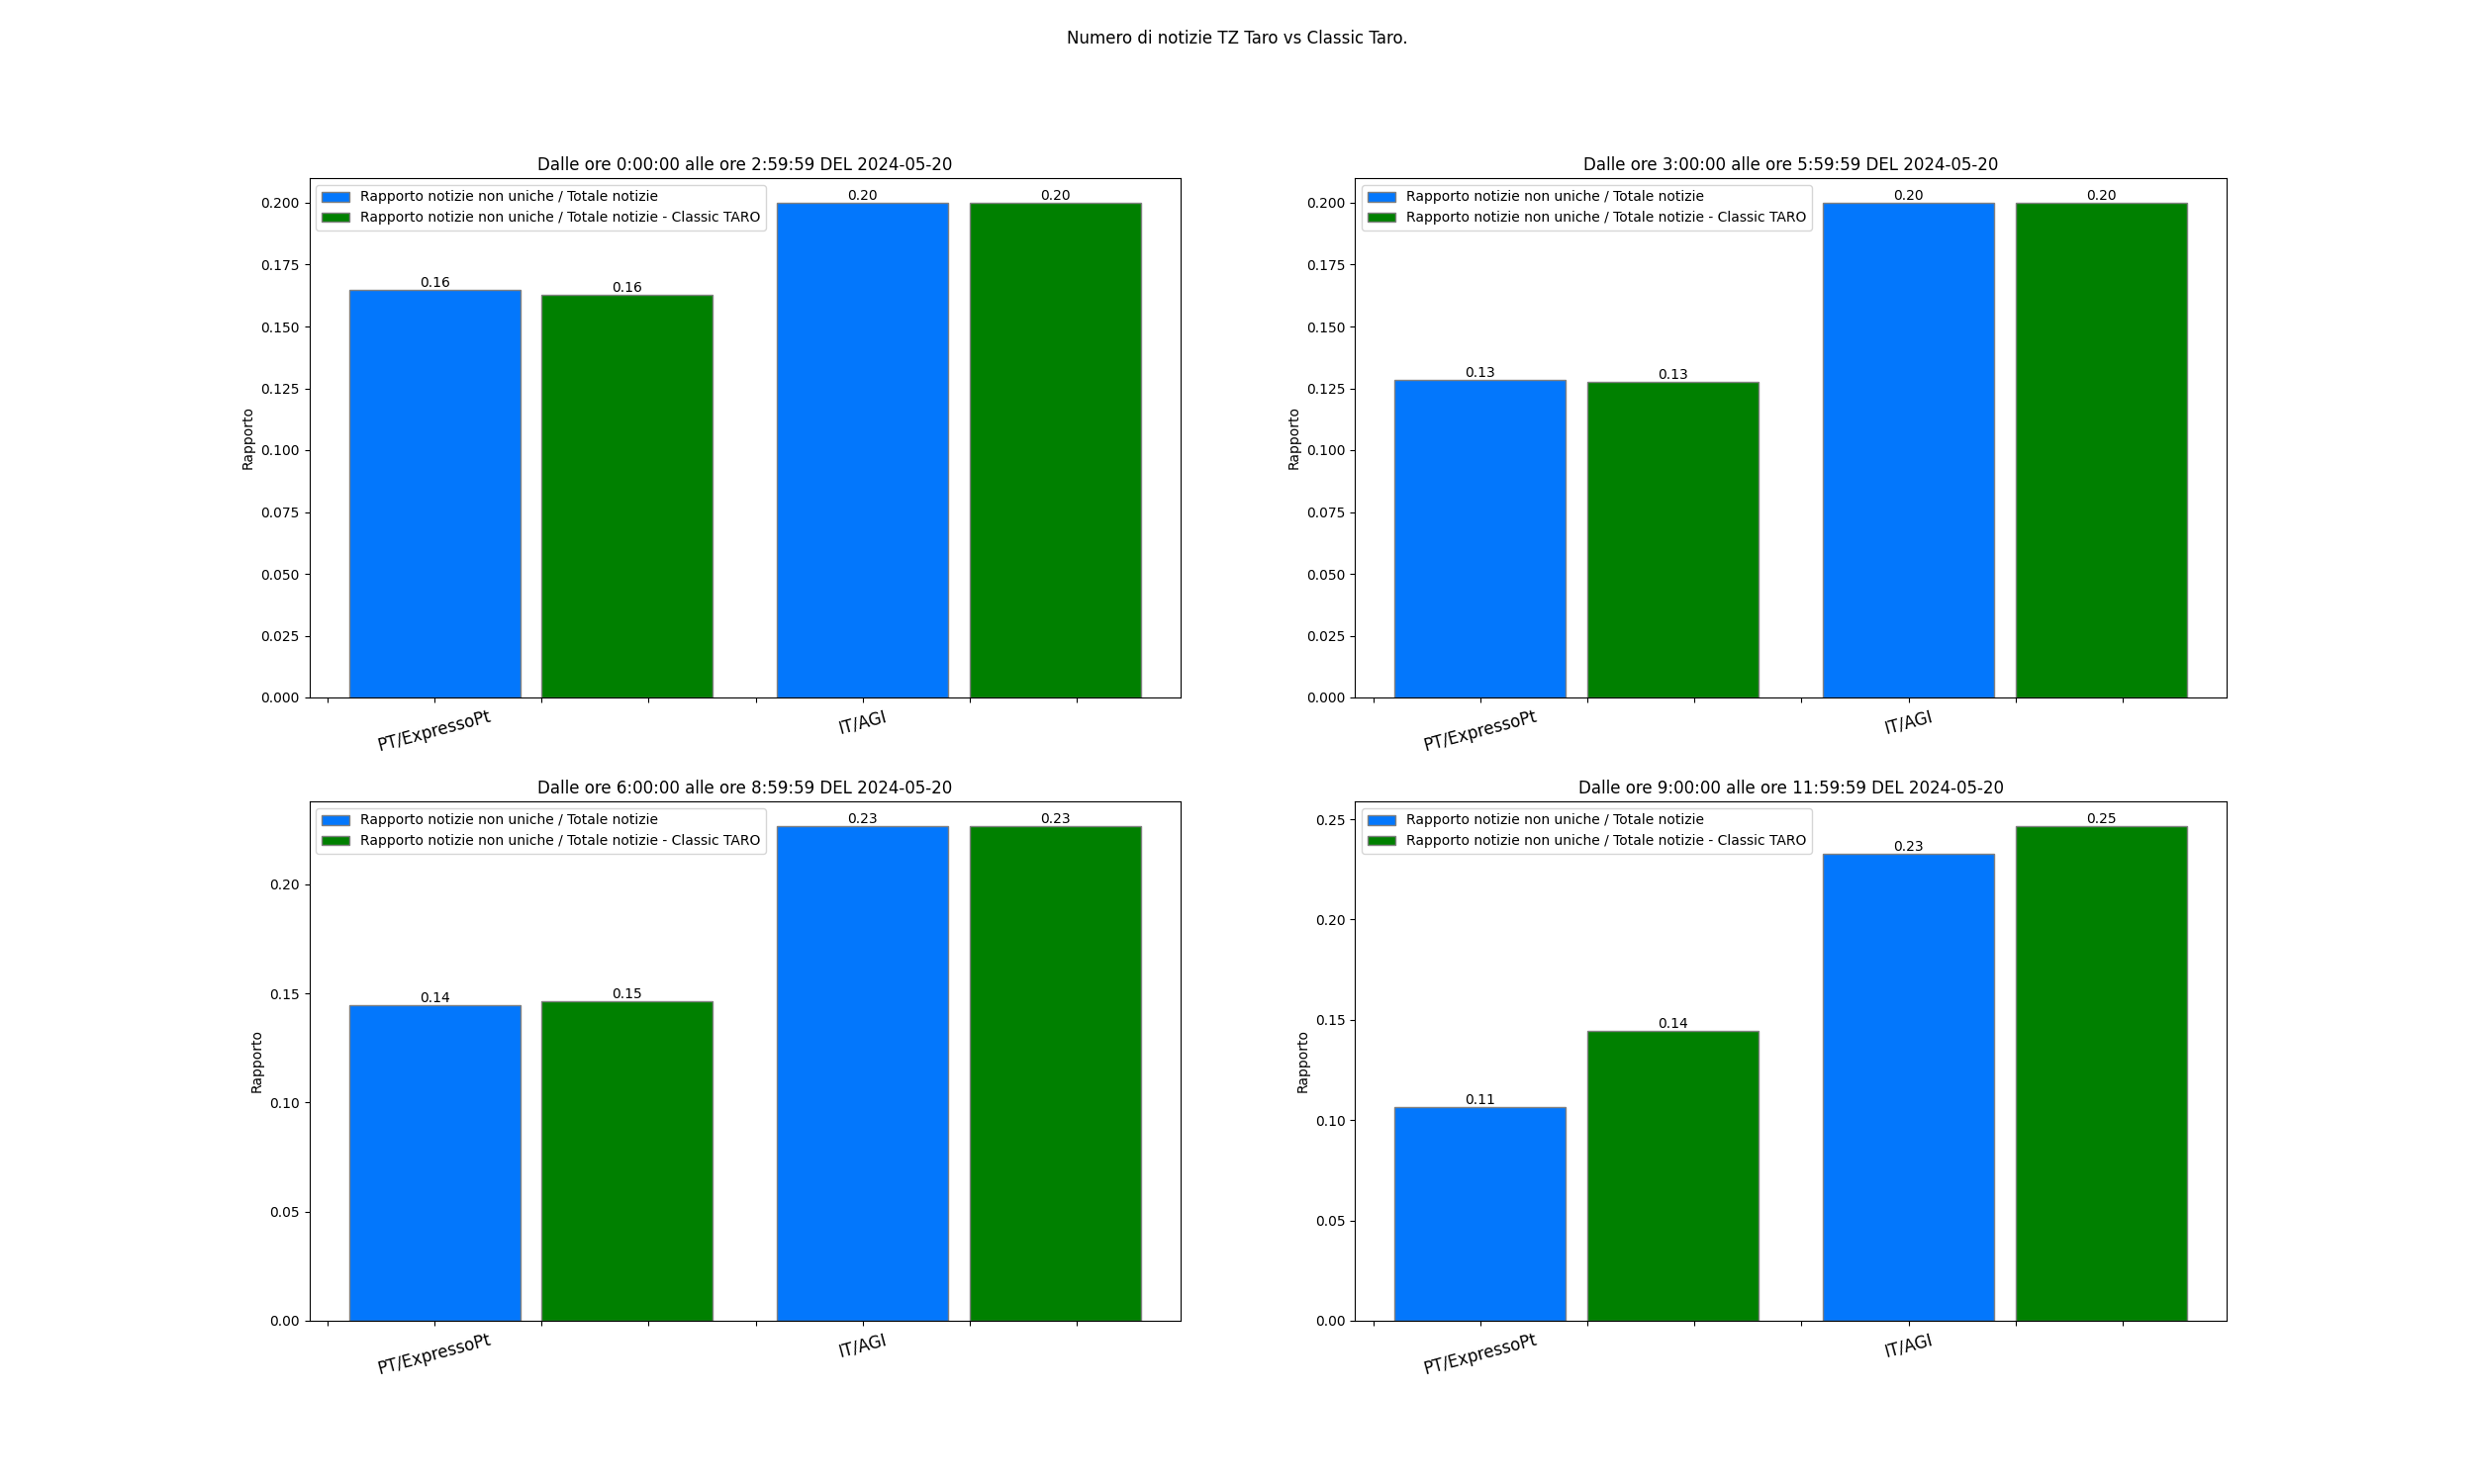 Numero di notizie TZ Taro vs Classic Taro.
Dalle ore 0:00:00 alle ore 2:59:59 DEL 2024-05-20
Rapporto notizie non uniche / Totale notizie
Rapporto notizie non uniche / Totale notizie - Classic TARO
0.16
0.16
0.20
0.20
0.200
0.175
0.150
0.125
0.100
0.075
0.050
0.025
0.000
Rapporto
PT/ExpressoPt
IT/AGI
Dalle ore 3:00:00 alle ore 5:59:59 DEL 2024-05-20
Rapporto notizie non uniche / Totale notizie
Rapporto notizie non uniche / Totale notizie - Classic TARO
0.13
0.13
0.20
0.20
0.200
0.175
0.150
0.125
0.100
0.075
0.050
0.025
0.000
Rapporto
PT/ExpressoPt
IT/AGI
Dalle ore 6:00:00 alle ore 8:59:59 DEL 2024-05-20
Rapporto notizie non uniche / Totale notizie
Rapporto notizie non uniche / Totale notizie - Classic TARO
0.14
0.15
0.23
0.23
0.20
0.15
0.10
0.05
0.00
Rapporto
PT/ExpressoPt
IT/AGI
Dalle ore 9:00:00 alle ore 11:59:59 DEL 2024-05-20
Rapporto notizie non uniche / Totale notizie
Rapporto notizie non uniche / Totale notizie - Classic TARO
0.11
0.14
0.23
0.25
0.25
0.20
0.15
0.10
0.05
0.00
Rapporto
PT/ExpressoPt
IT/AGI